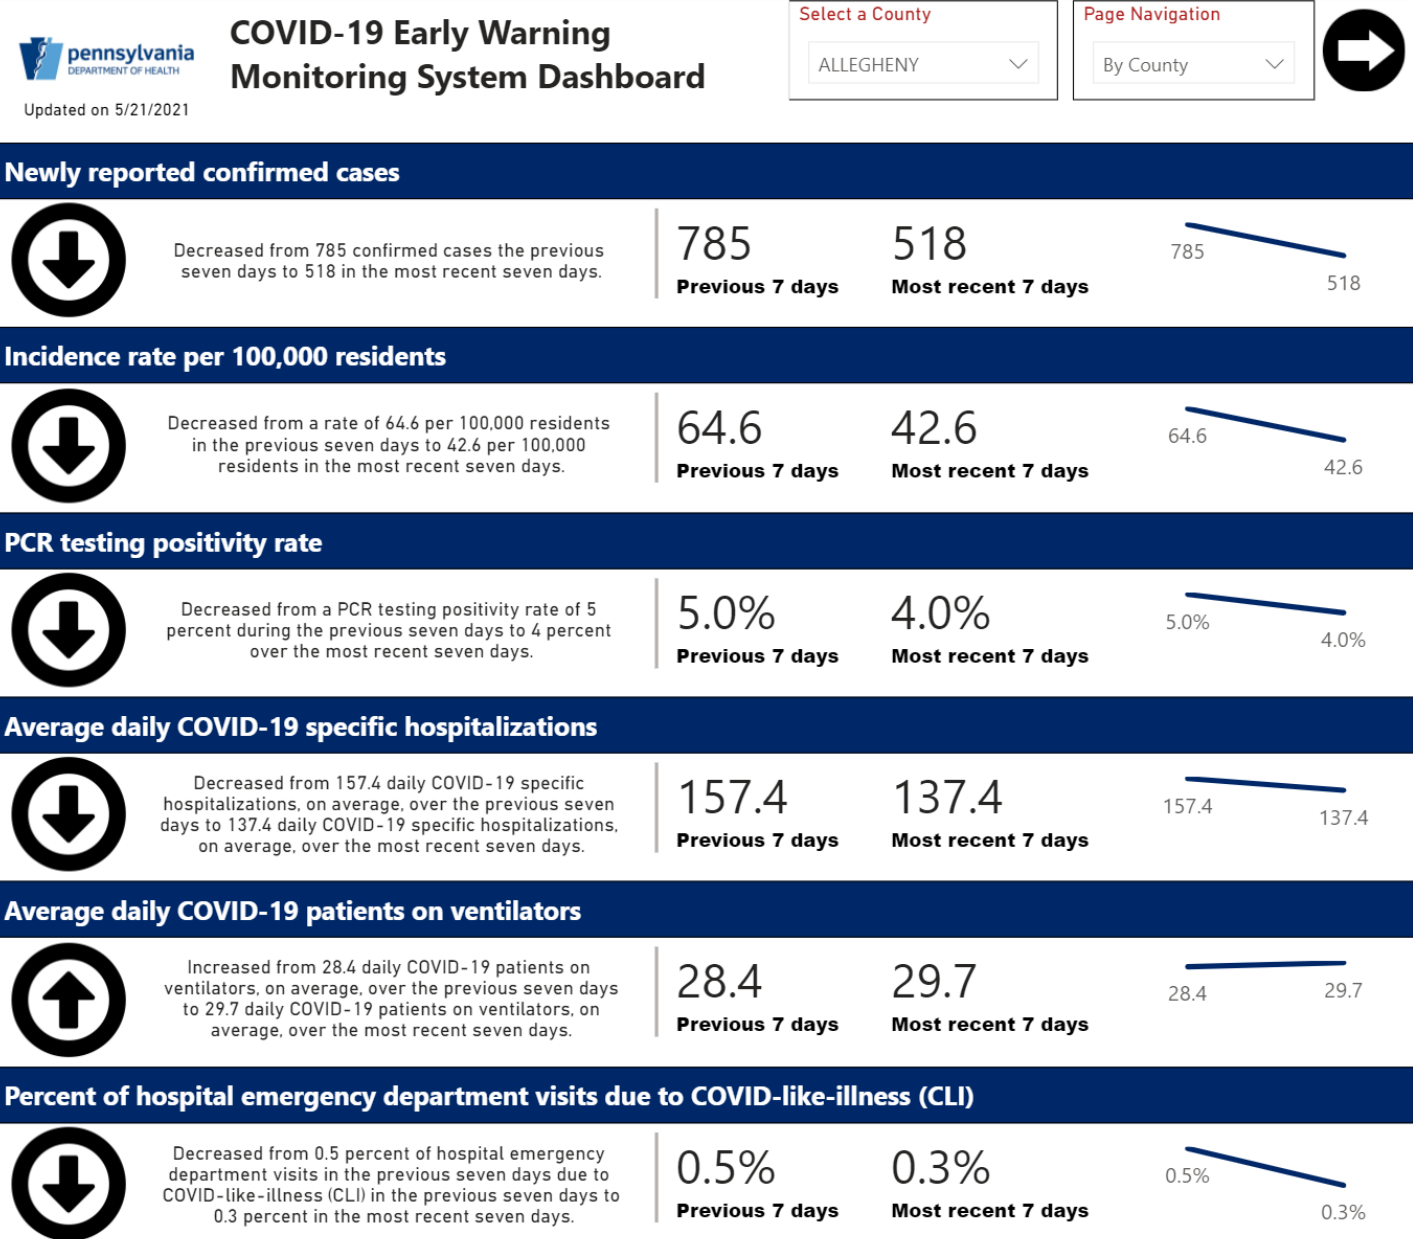 pennsylvania
DEPARTMENT OF HEALTH
Updated on 5/21/2021
COVID-19 Early Warning
Monitoring System Dashboard
Select a County
ALLEGHENY
Page Navigation
By County
Newly reported confirmed cases
Decreased from 785 confirmed cases the previous
seven days to 518 in the most recent seven days.
785
Previous 7 days
518
Most recent 7 days
785
518
Incidence rate per 100,000 residents
Decreased from a rate of 64.6 per 100,000 residents
in the previous seven days to 42.6 per 100,000
residents in the most recent seven days.
64.6
Previous 7 days
42.6
Most recent 7 days
64.6
42.6
PCR testing positivity rate
Decreased from a PCR testing positivity rate of 5
percent during the previous seven days to 4 percent
over the most recent seven days.
5.0%
Previous 7 days
4.0%
Most recent 7 days
5.0%
4.0%
Average daily COVID-19 specific hospitalizations
Decreased from 157.4 daily COVID-19 specific
hospitalizations, on average, over the previous seven
days to 137.4 daily COVID-19 specific hospitalizations,
on average, over the most recent seven days.
157.4
Previous 7 days
137.4
Most recent 7 days
157.4
137.4
Average daily COVID-19 patients on ventilators
Increased from 28.4 daily COVID-19 patients on
ventilators, on average, over the previous seven days
to 29.7 daily COVID-19 patients on ventilators, on
average, over the most recent seven days.
28.4
Previous 7 days
29.7
Most recent 7 days
28.4
29.7
Percent of hospital emergency department visits due to COVID-like-illness (CLI)
Decreased from 0.5 percent of hospital emergency
department visits in the previous seven days due to
COVID-like-illness (CLI) in the previous seven days to
0.3 percent in the most recent seven days.
0.5%
Previous 7 days
0.3%
Most recent 7 days
0.5%
0.3%